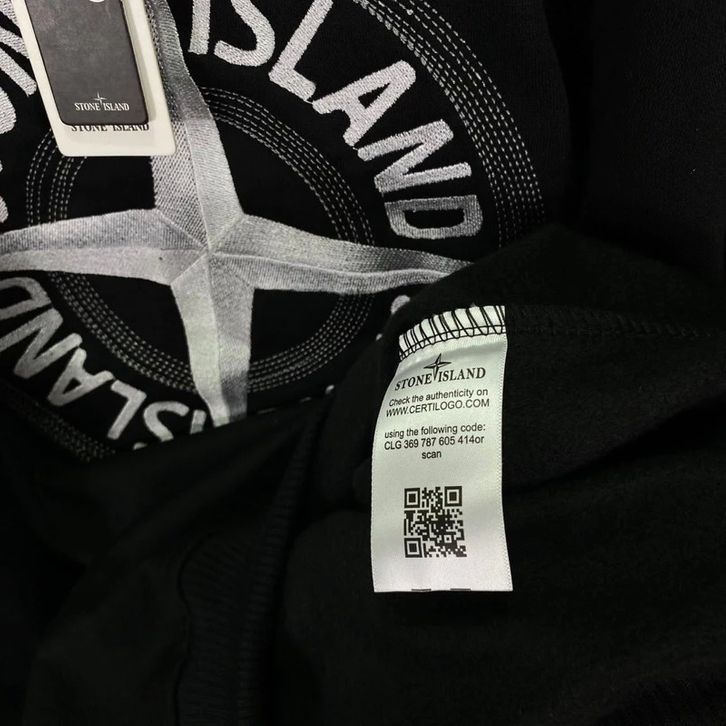 STONE ISLAND
STONE ISLAND
ISLAND
ISLAND
STONE ISLAND
Check the authenticity on
WWW.CERTILOGO.COM
using the following code:
CLG 369 787 605 414or
scan